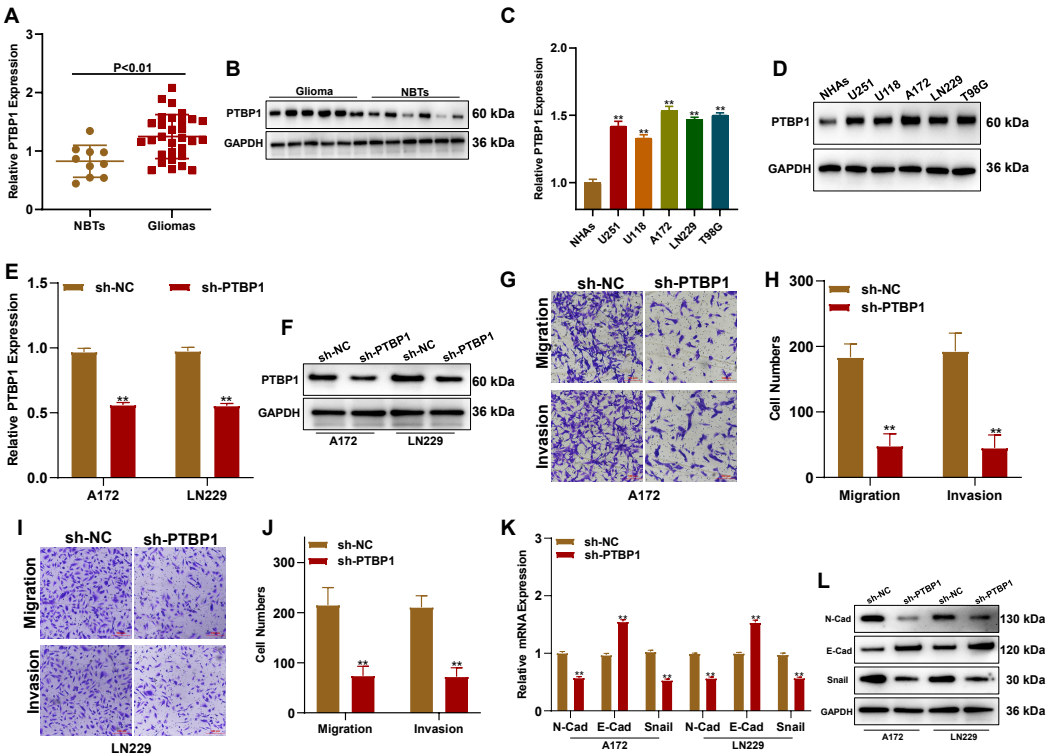 A
Relative PTBP1 Expression
3
2
1
0
P<0.01
NBTs
Gliomas
B
Glioma
NBTs
PTBP1
60 kDa
GAPDH
36 kDa
C
Relative PTBP1 Expression
2.0
1.5
1.0
**
**
**
**
**
NHAs
U251
U118
A172
LN229
T98G
D
NHAs
U251
U118
A172
LN229
T98G
PTBP1
60 kDa
GAPDH
36 kDa
E
Relative PTBP1 Expression
1.5
1.0
0.5
0.0
sh-NC
sh-PTBP1
**
**
A172
LN229
F
sh-NC
sh-PTBP1
sh-NC
sh-PTBP1
PTBP1
60 kDa
GAPDH
36 kDa
A172
LN229
G
sh-NC
sh-PTBP1
Migration
Invasion
A172
H
Cell Numbers
300
200
100
0
sh-NC
sh-PTBP1
**
**
Migration
Invasion
I
sh-NC
sh-PTBP1
Migration
Invasion
LN229
J
Cell Numbers
300
200
100
0
sh-NC
sh-PTBP1
**
**
Migration
Invasion
K
Relative mRNA Expression
3
2
1
0
sh-NC
sh-PTBP1
**
**
**
**
**
**
N-Cad
E-Cad
Snail
N-Cad
E-Cad
Snail
A172
LN229
L
sh-NC
sh-PTBP1
sh-NC
sh-PTBP1
N-Cad
130 kDa
E-Cad
120 kDa
Snail
30 kDa
GAPDH
36 kDa
A172
LN229